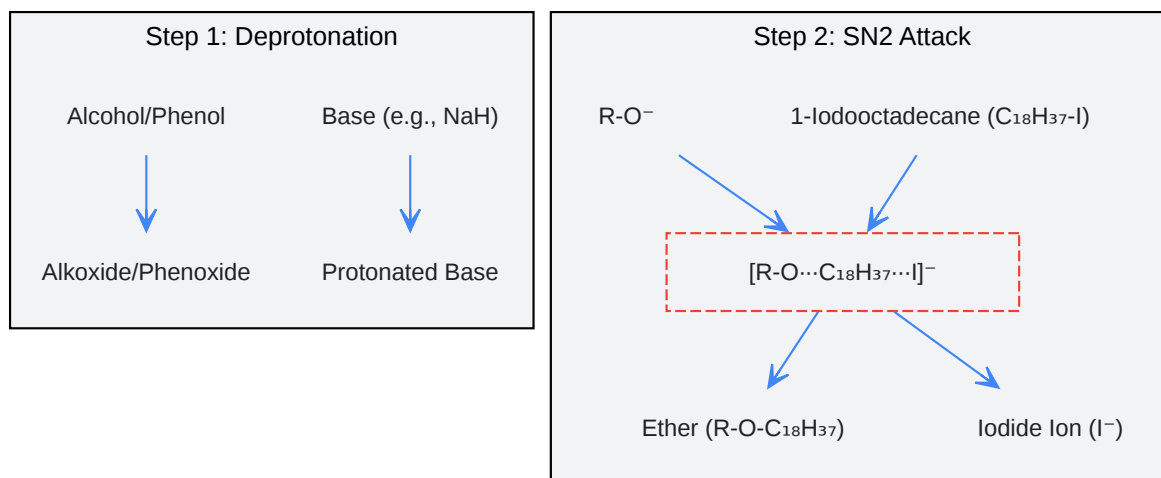 Step 1: Deprotonation
Alcohol/Phenol
Base (e.g., NaH)
Alkoxide/Phenoxide
Protonated Base
Step 2: SN2 Attack
R-O⁻
1-Iodooctadecane (C₁₈H₃₇-I)
[R-O···C₁₈H₃₇···I]⁻
Ether (R-O-C₁₈H₃₇)
Iodide Ion (I⁻)